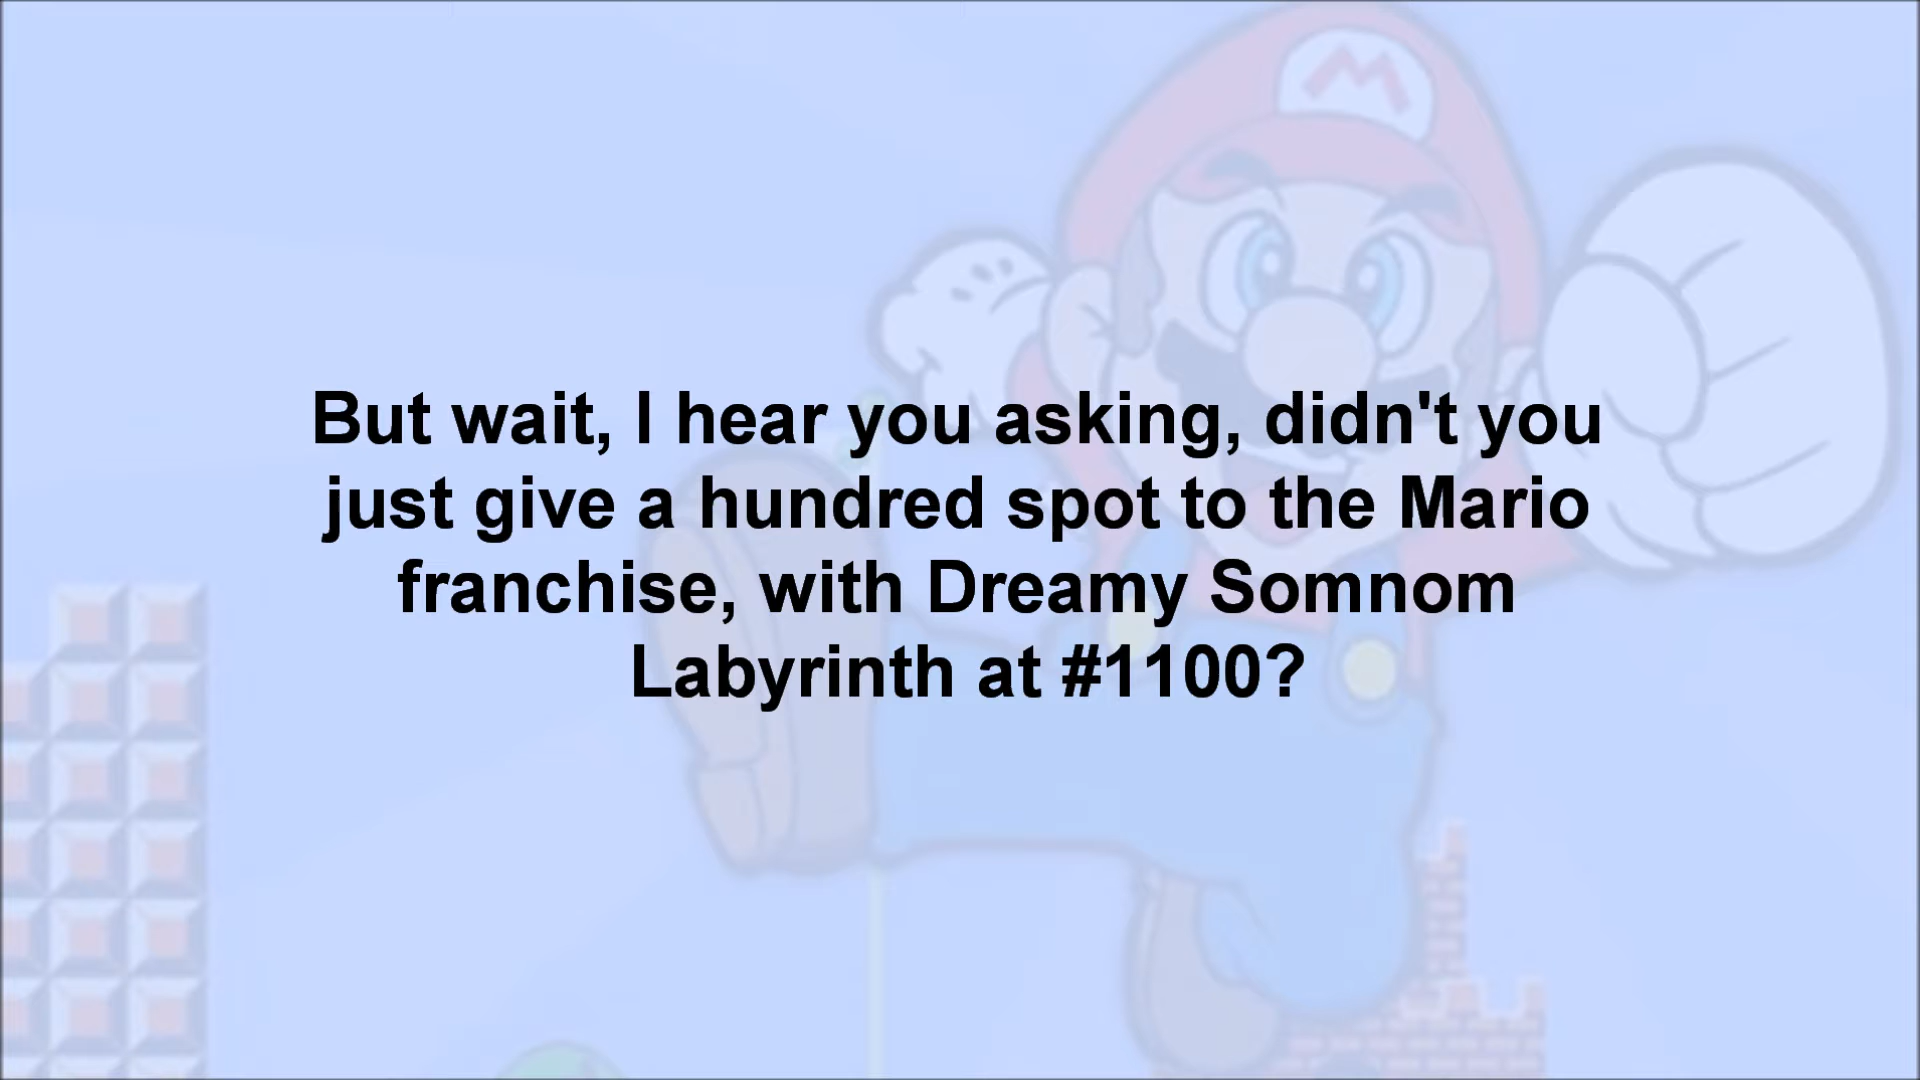 But wait, I hear you asking, didn't you
just give a hundred spot to the Mario
franchise, with Dreamy Somnom
Labyrinth at #1100?
M